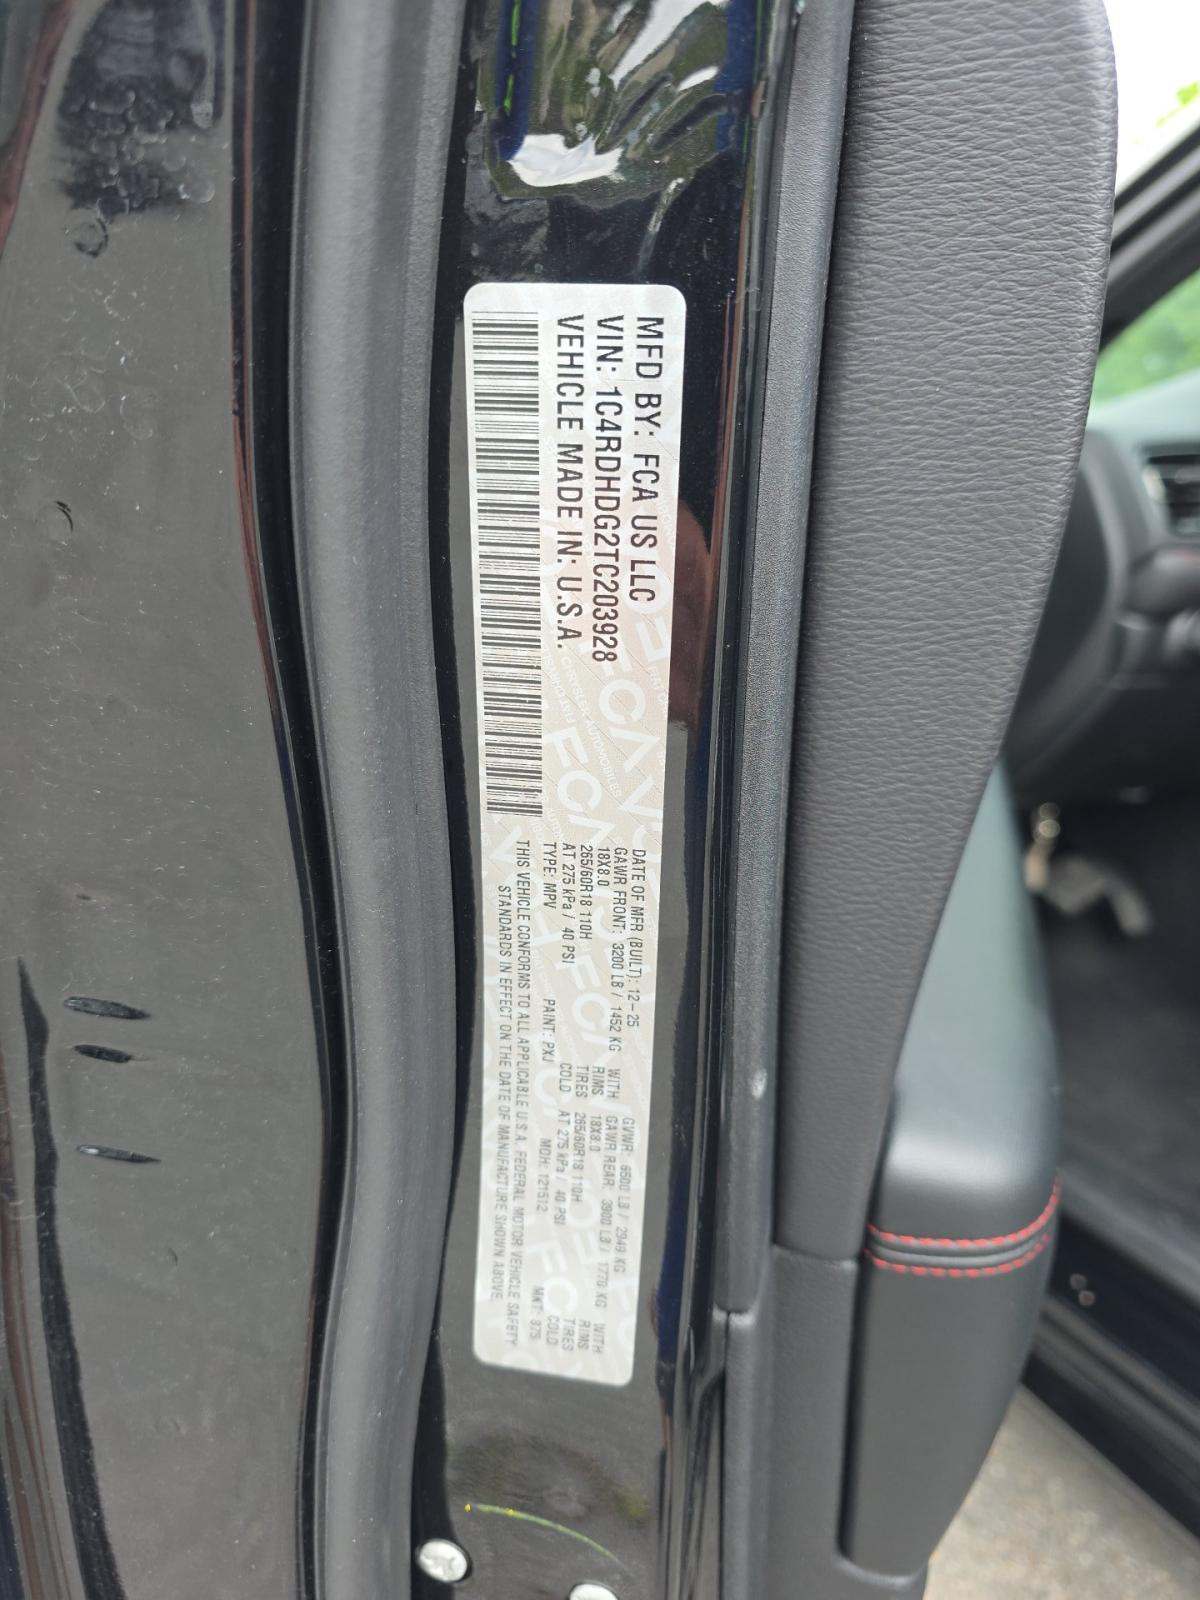 MFD BY: FCA US LLC
VIN: 1C4RDHDG2TC203928
VEHICLE MADE IN: U.S.A.
DATE OF MFR (BUILT): 12-25 GVWR: 6500 LB / 2949 KG
GAWR FRONT: 3200 LB / 1452 KG WITH GAWR REAR: 3900 LB / 1770 KG WITH
18X8.0 RIMS 18X8.0 RIMS
265/60R18 110H TIRES 265/60R18 110H TIRES
AT 275 kPa / 40 PSI COLD AT 275 kPa / 40 PSI COLD
TYPE: MPV PAINT: PXJ MDH: 121512 MKT: 875
THIS VEHICLE CONFORMS TO ALL APPLICABLE U.S.A. FEDERAL MOTOR VEHICLE SAFETY
STANDARDS IN EFFECT ON THE DATE OF MANUFACTURE SHOWN ABOVE.